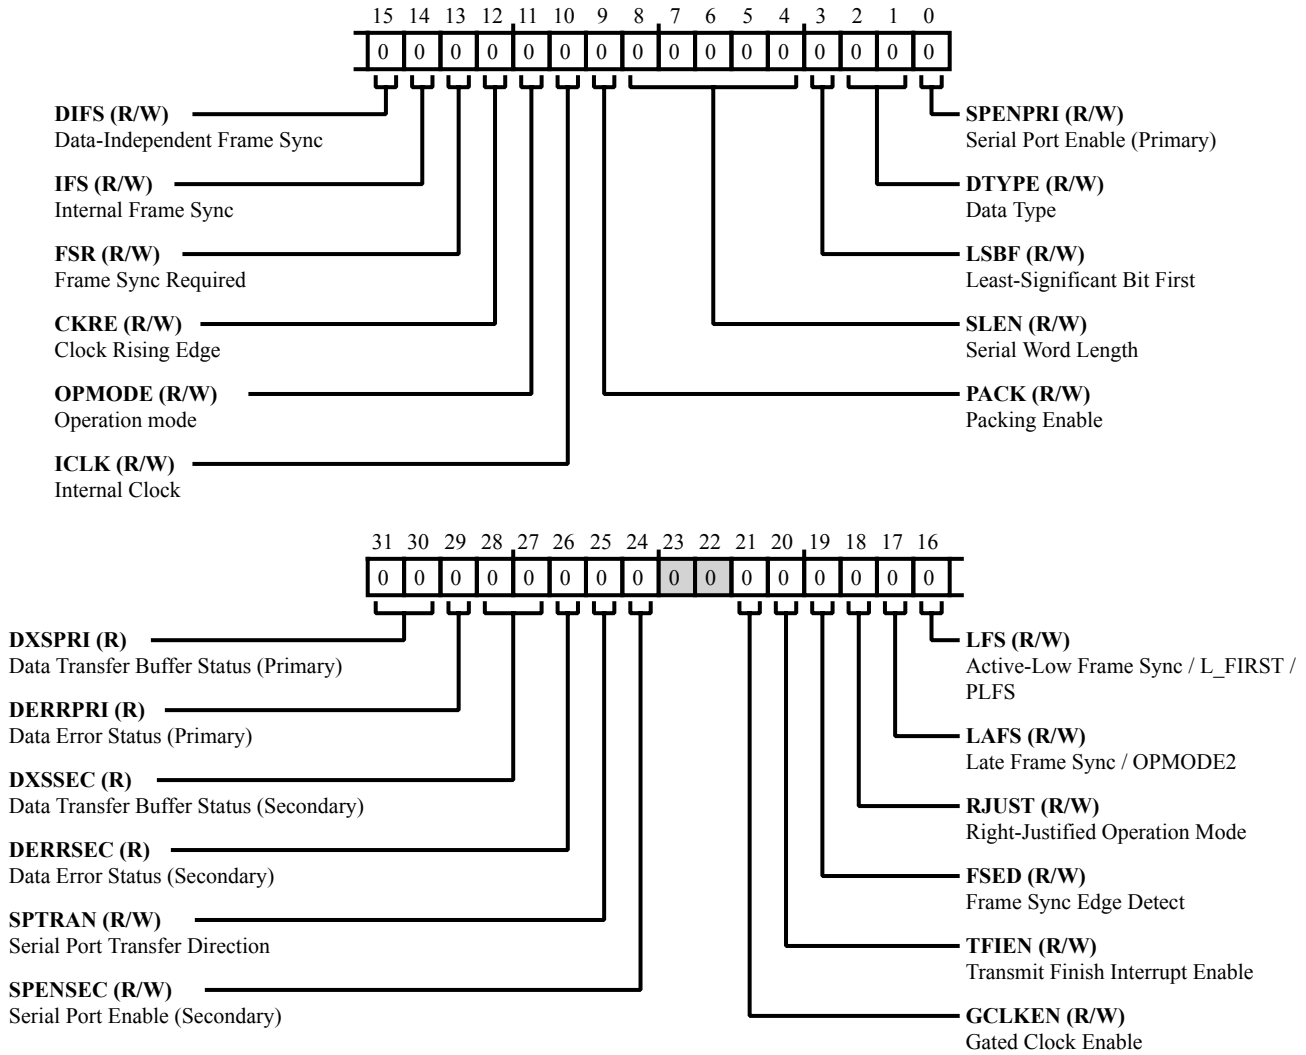 15 14 13 12 11 10 9 8 7 6 5 4 3 2 1 0
0 0 0 0 0 0 0 0 0 0 0 0 0 0 0 0
DIFS (R/W)
Data-Independent Frame Sync
IFS (R/W)
Internal Frame Sync
FSR (R/W)
Frame Sync Required
CKRE (R/W)
Clock Rising Edge
OPMODE (R/W)
Operation mode
ICLK (R/W)
Internal Clock
SPENPRI (R/W)
Serial Port Enable (Primary)
DTYPE (R/W)
Data Type
LSBF (R/W)
Least-Significant Bit First
SLEN (R/W)
Serial Word Length
PACK (R/W)
Packing Enable
31 30 29 28 27 26 25 24 23 22 21 20 19 18 17 16
0 0 0 0 0 0 0 0 0 0 0 0 0 0 0 0
DXSPRI (R)
Data Transfer Buffer Status (Primary)
DERRPRI (R)
Data Error Status (Primary)
DXSSEC (R)
Data Transfer Buffer Status (Secondary)
DERRSEC (R)
Data Error Status (Secondary)
SPTRAN (R/W)
Serial Port Transfer Direction
SPENSEC (R/W)
Serial Port Enable (Secondary)
LFS (R/W)
Active-Low Frame Sync / L_FIRST /
PLFS
LAFS (R/W)
Late Frame Sync / OPMODE2
RJUST (R/W)
Right-Justified Operation Mode
FSED (R/W)
Frame Sync Edge Detect
TFIEN (R/W)
Transmit Finish Interrupt Enable
GCLKEN (R/W)
Gated Clock Enable